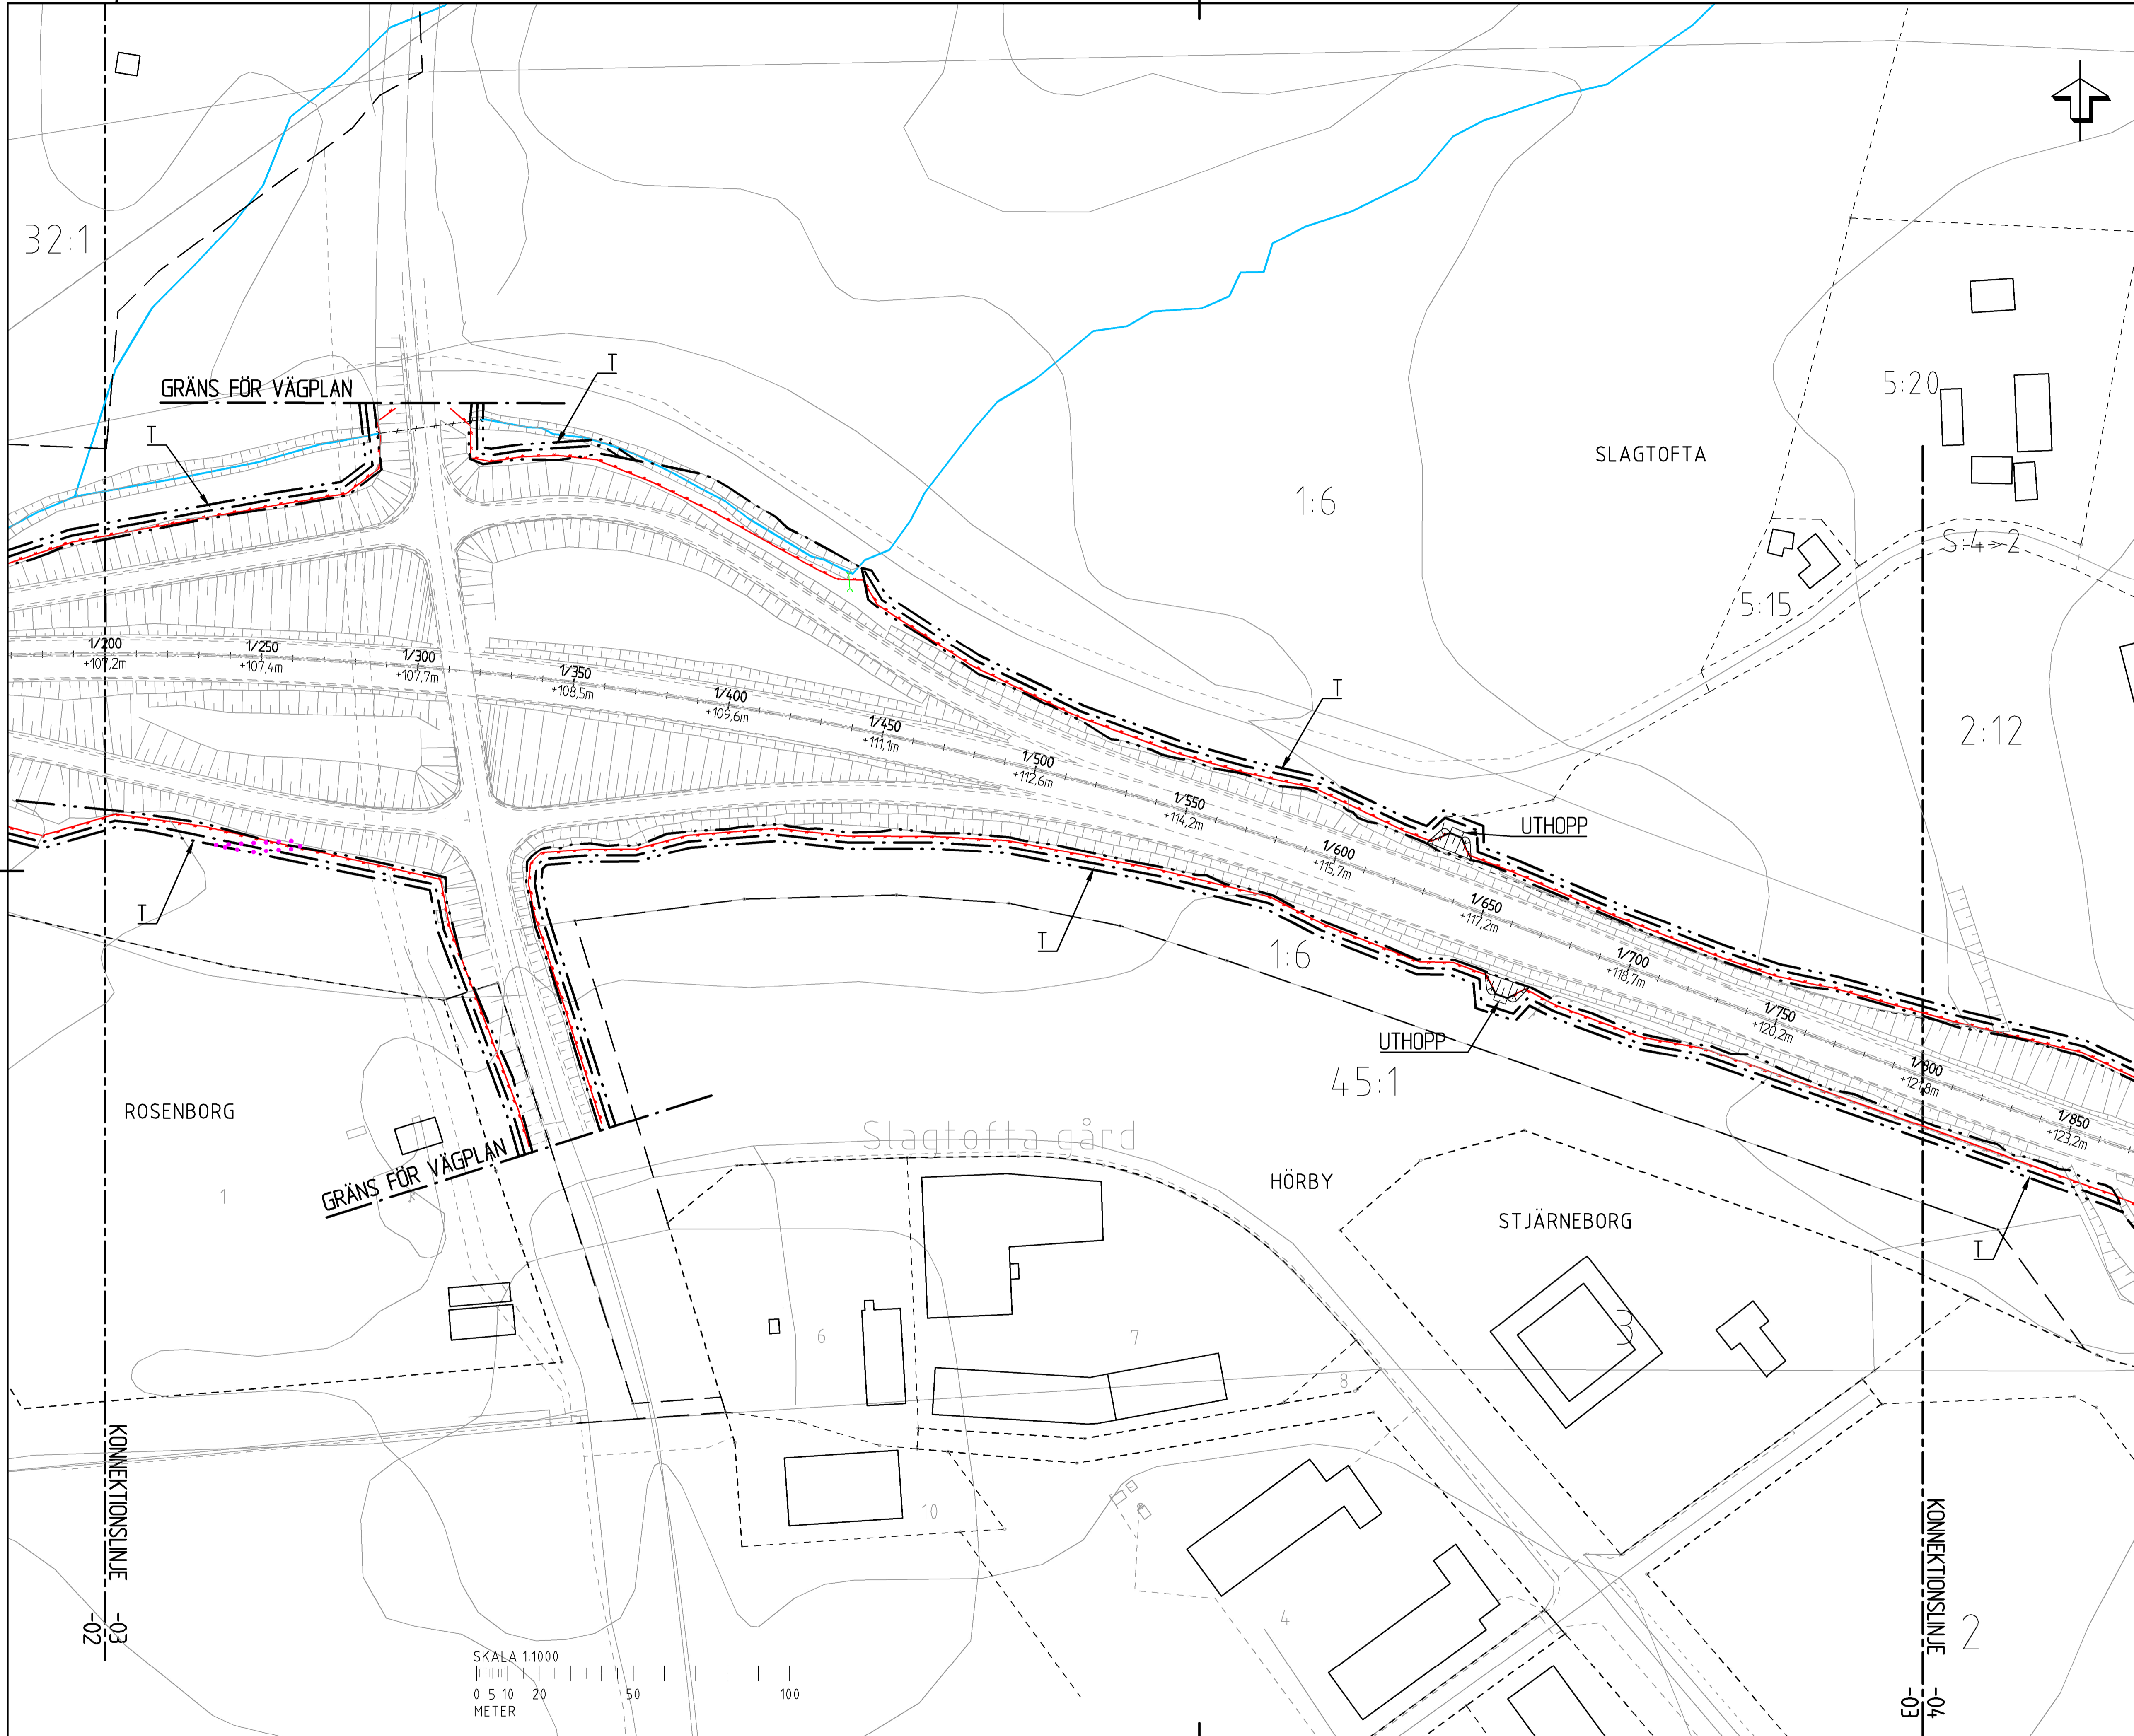 32:1
GRÄNS FÖR VÄGPLAN
T
T
SLAGTOFTA
5:20
1:6
S:4>2
5:15
2:12
1/200
+107,2m
1/250
+107,4m
1/300
+107,7m
1/350
+108,5m
1/400
+109,6m
1/450
+111,1m
1/500
+112,6m
1/550
+114,2m
1/600
+115,7m
1/650
+117,2m
1/700
+118,7m
1/750
+120,2m
1/800
+121,8m
1/850
+123,2m
T
UTHOPP
T
T
1:6
UTHOPP
45:1
ROSENBORG
Slagtofta gård
HÖRBY
STJÄRNEBORG
GRÄNS FÖR VÄGPLAN
1
T
6
7
3
8
10
4
2
KONNEKTIONSLINJE
-03
-02
KONNEKTIONSLINJE
-04
-03
SKALA 1:1000
0 5 10 20 50 100
METER